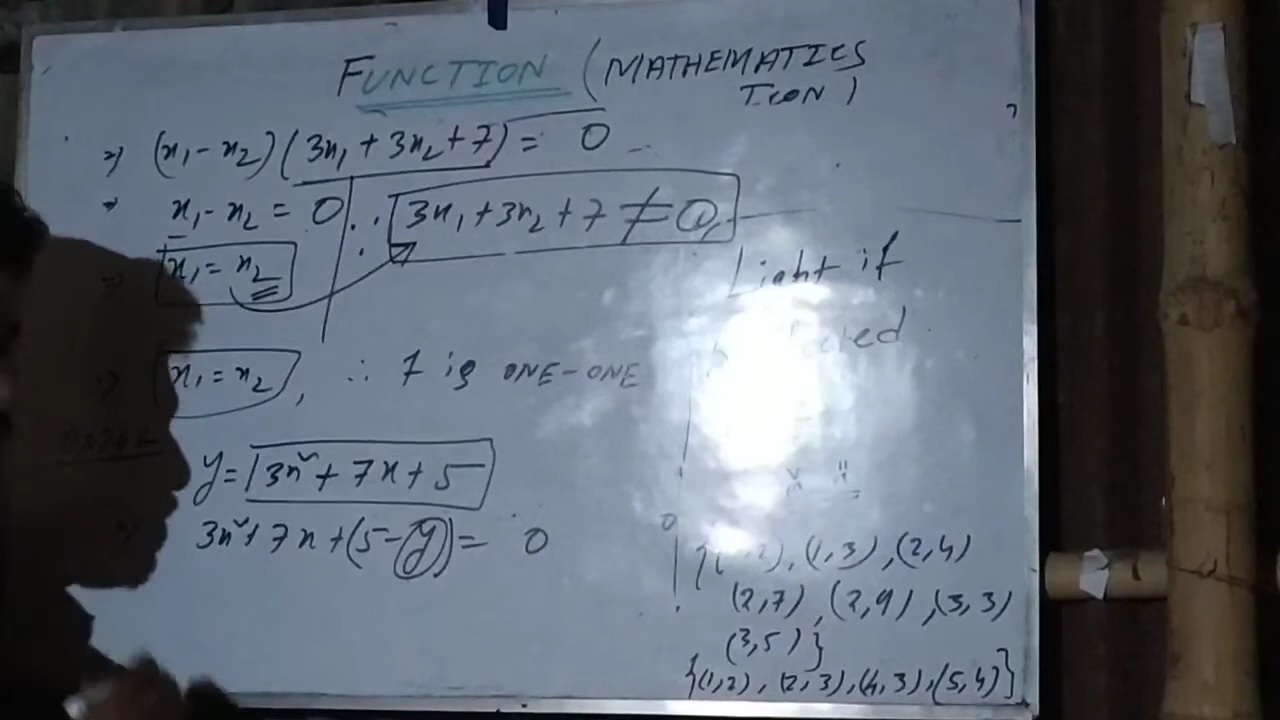 FUNCTION (MATHEMATICS
TION)
⇒ (x₁ - x₂)(3x₁ + 3x₂ + 7) = 0
⇒ x₁ - x₂ = 0 ∴ 3x₁ + 3x₂ + 7 ≠ 0
⇒ x₁ = x₂
⇒ x₁ = x₂, ∴ f is ONE-ONE
y = 3x² + 7x + 5
3x² + 7x + (5 - y) = 0
Light if
(1,3), (2,4)
(2,7), (2,9), (3,3)
(3,5)}
{(1,2), (2,3), (4,3), (5,4)}